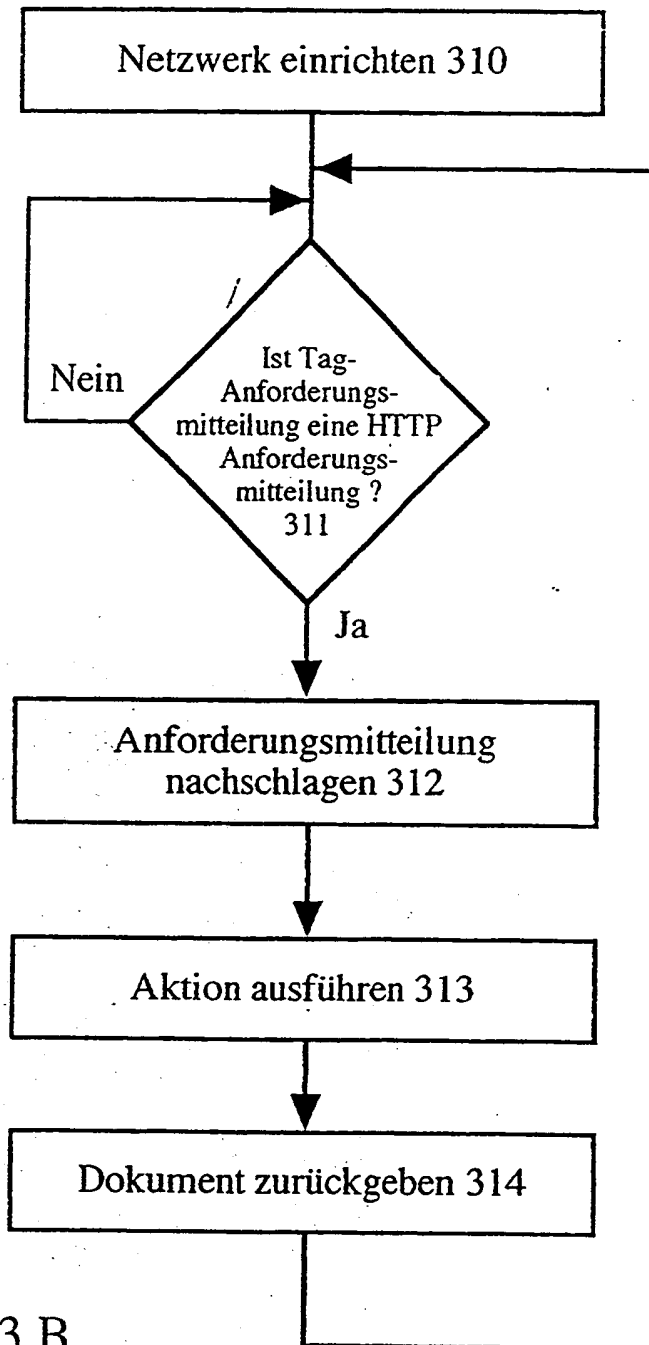 Netzwerk einrichten 310
Nein
Ist Tag-
Anforderungs-
mitteilung eine HTTP
Anforderungs-
mitteilung ?
311
Ja
Anforderungsmitteilung
nachschlagen 312
Aktion ausführen 313
Dokument zurückgeben 314
3 B